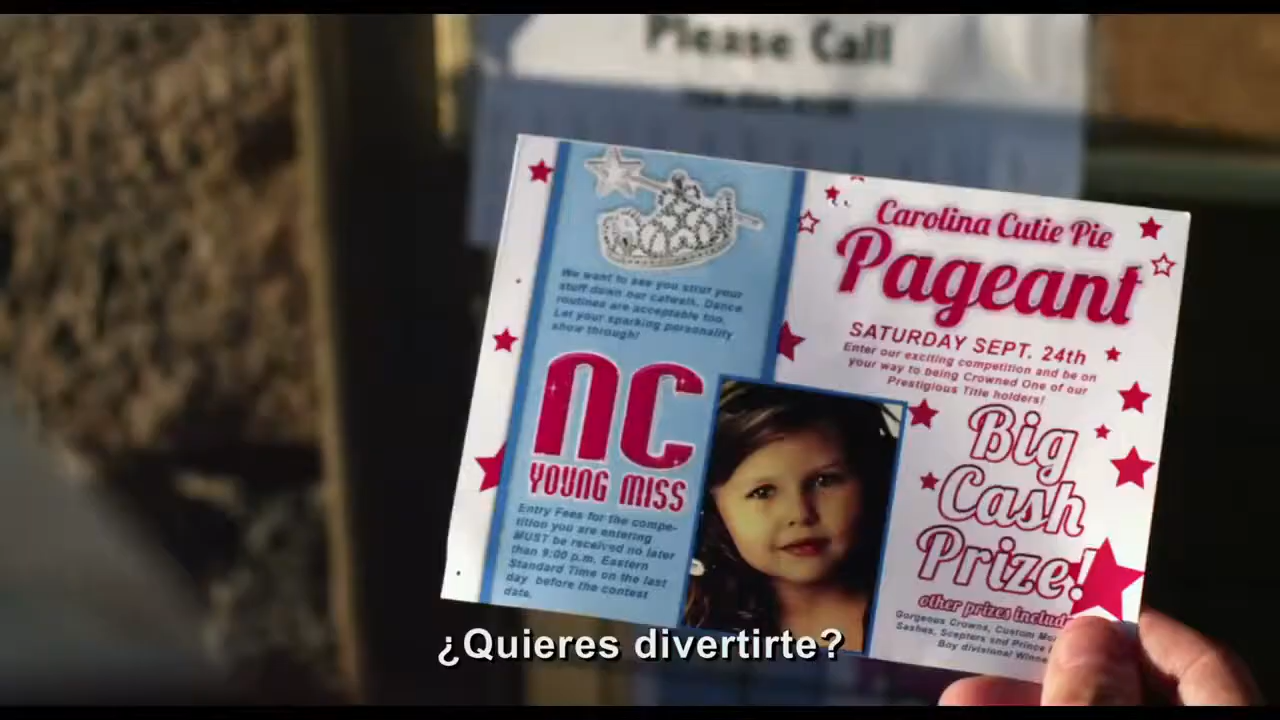 Please Call
We want to see you strut your
stuff down our catwalk. Dance
routines are acceptable too.
Let your sparking personality
show through!
NC
YOUNG MISS
Entry Fees for the compe-
tition you are entering
MUST be received no later
than 9:00 p.m. Eastern
Standard Time on the last
day before the contest
date.
Carolina Cutie Pie
Pageant
SATURDAY SEPT. 24th
Enter our exciting competition and be on
your way to being Crowned One of our
Prestigious Title holders!
Big
Cash
Prize!
other prizes includ
Gorgeous Crowns, Custom
Sashes, Scepters and Prince
Boy divisional
¿Quieres divertirte?